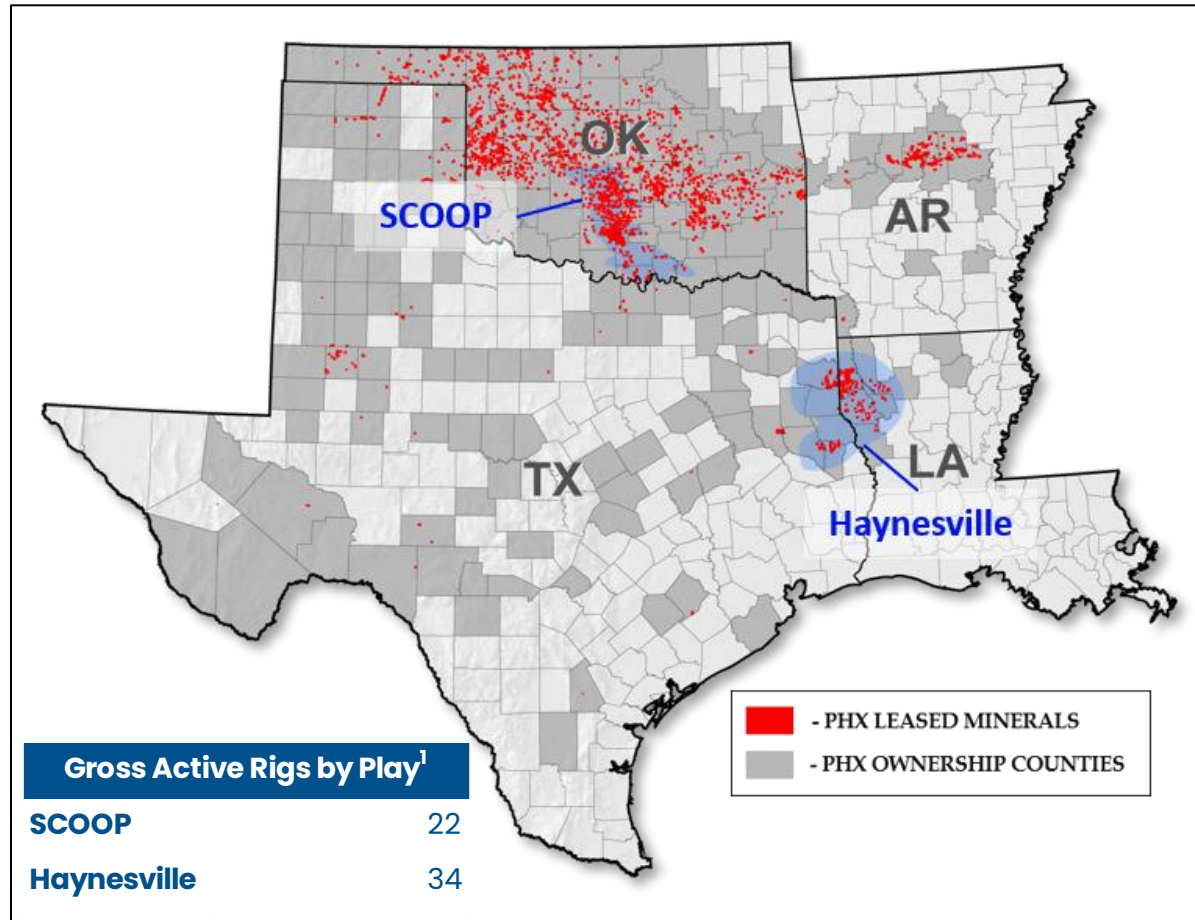 OK
SCOOP
AR
TX
LA
Haynesville
- PHX LEASED MINERALS
- PHX OWNERSHIP COUNTIES
Gross Active Rigs by Play¹
SCOOP 22
Haynesville 34